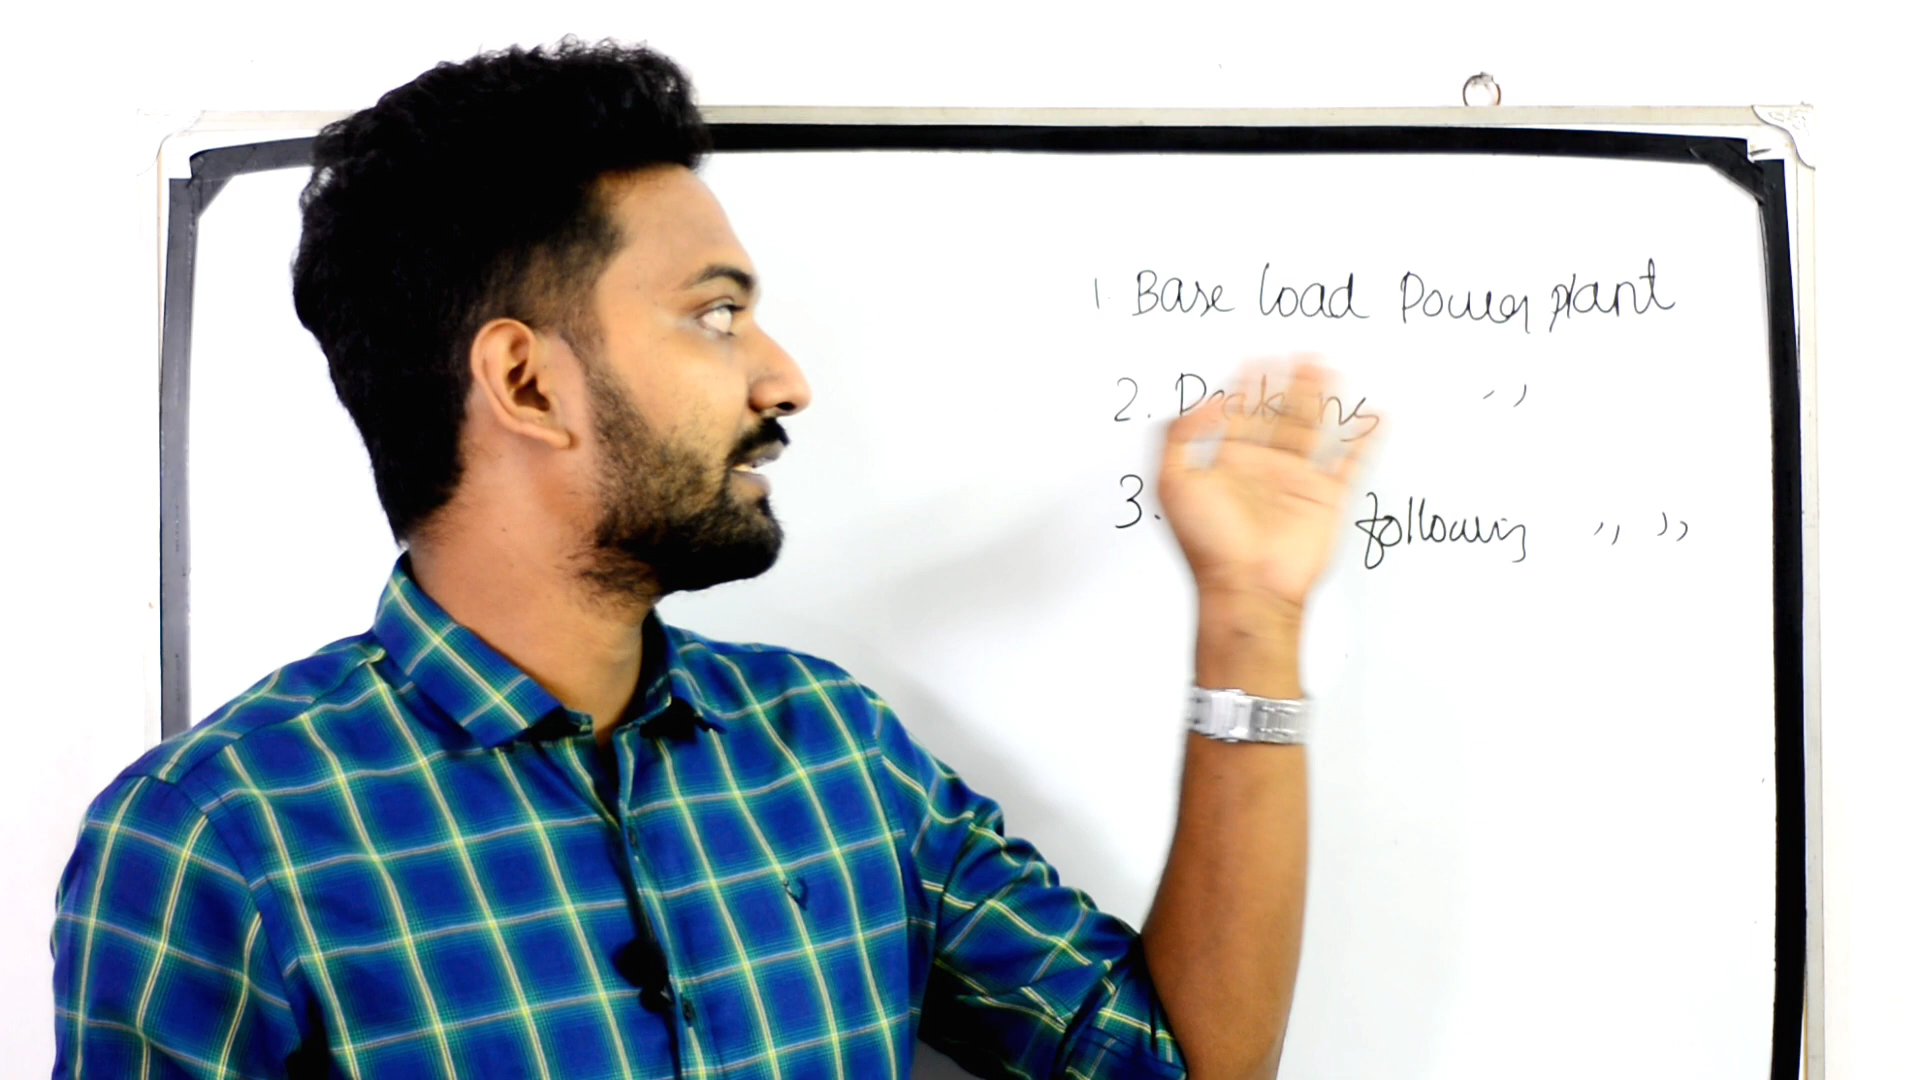 1. Base load Power plant
2. Peaking ,,
3. following ,, ,,